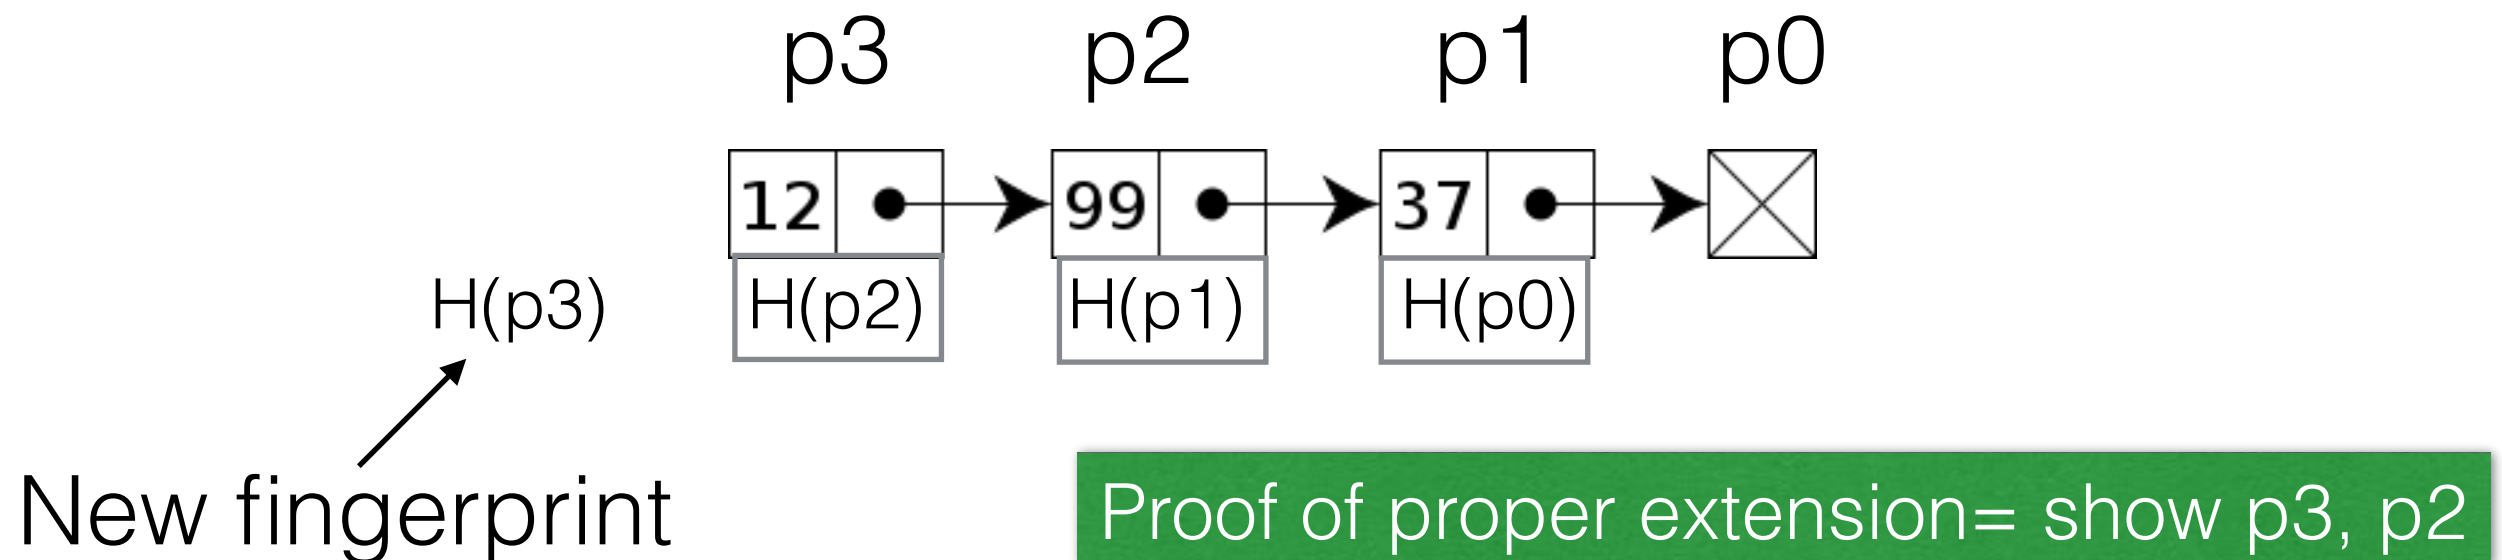 p3 p2 p1 p0
12 99 37
H(p3) H(p2) H(p1) H(p0)
New fingerprint
Proof of proper extension= show p3, p2